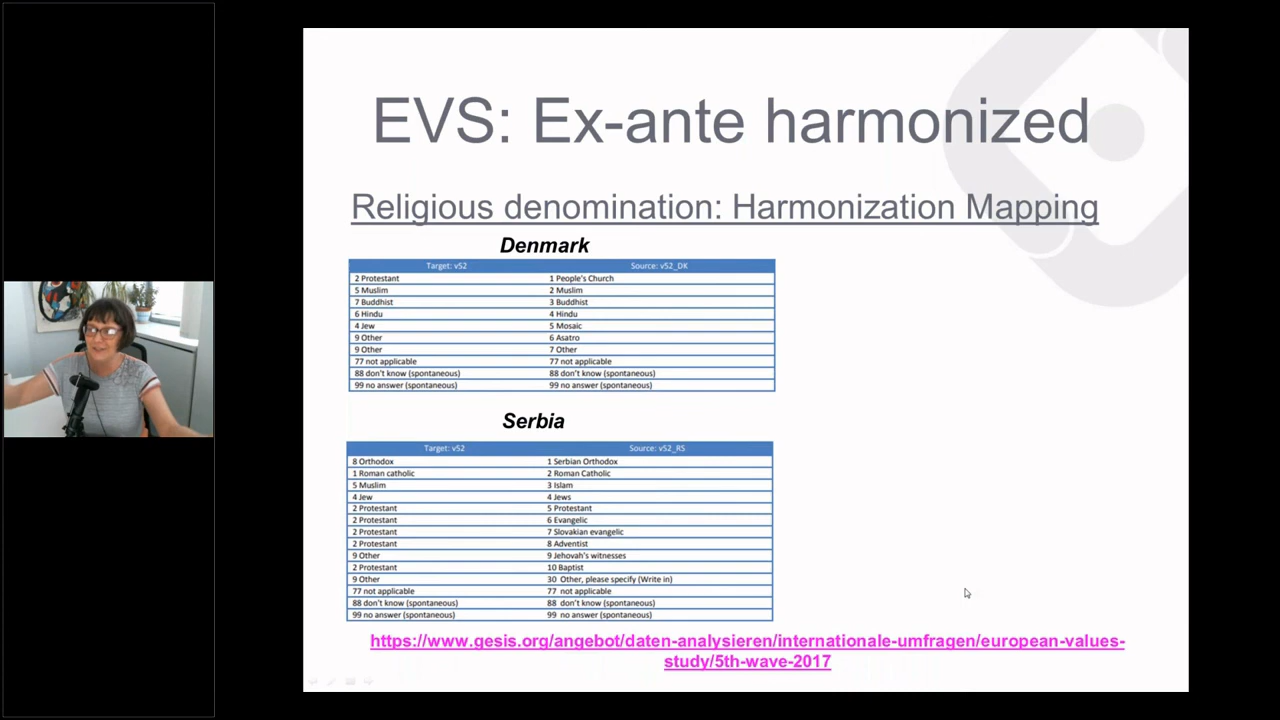 EVS: Ex-ante harmonized
Religious denomination: Harmonization Mapping
Denmark
Target: v52 Source: v52_DK
2 Protestant 1 People's Church
5 Muslim 2 Muslim
7 Buddhist 3 Buddhist
6 Hindu 4 Hindu
4 Jew 5 Mosaic
9 Other 6 Asatro
9 Other 7 Other
77 not applicable 77 not applicable
88 don't know (spontaneous) 88 don't know (spontaneous)
99 no answer (spontaneous) 99 no answer (spontaneous)
Serbia
Target: v52 Source: v52_RS
8 Orthodox 1 Serbian Orthodox
1 Roman catholic 2 Roman Catholic
5 Muslim 3 Islam
4 Jew 4 Jews
2 Protestant 5 Protestant
2 Protestant 6 Evangelic
2 Protestant 7 Slovakian evangelic
2 Protestant 8 Adventist
9 Other 9 Jehovah's witnesses
2 Protestant 10 Baptist
9 Other 30 Other, please specify (Write in)
77 not applicable 77 not applicable
88 don't know (spontaneous) 88 don't know (spontaneous)
99 no answer (spontaneous) 99 no answer (spontaneous)
https://www.gesis.org/angebot/daten-analysieren/internationale-umfragen/european-values-
study/5th-wave-2017